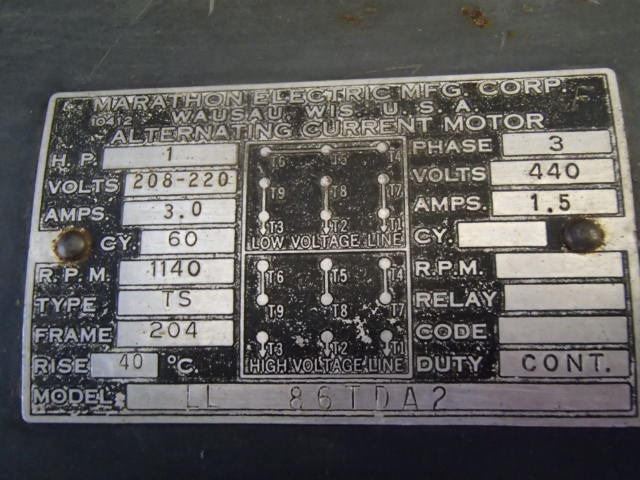 MARATHON ELECTRIC MFG. CORP.
10412 WAUSAU, WIS., U.S.A.
ALTERNATING CURRENT MOTOR
H.P. 1 PHASE 3
VOLTS 208-220 VOLTS 440
AMPS. 3.0 AMPS. 1.5
CY. 60 CY.
R.P.M. 1140 R.P.M.
TYPE TS RELAY
FRAME 204 CODE
RISE 40 °C. DUTY CONT.
MODEL LL 86TDA2
T6 T5 T4
T9 T8 T7
T3 T2 T1
LOW VOLTAGE LINE
T6 T5 T4
T9 T8 T7
T3 T2 T1
HIGH VOLTAGE LINE